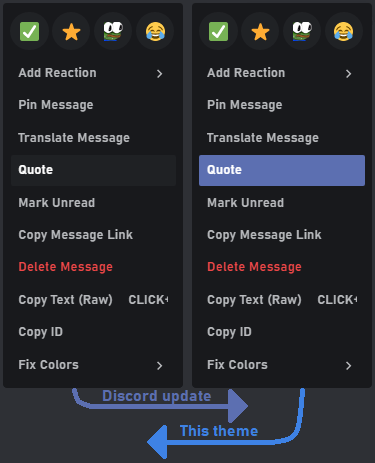 Add Reaction
Pin Message
Translate Message
Quote
Mark Unread
Copy Message Link
Delete Message
Copy Text (Raw) CLICK+
Copy ID
Fix Colors
Add Reaction
Pin Message
Translate Message
Quote
Mark Unread
Copy Message Link
Delete Message
Copy Text (Raw) CLICK+
Copy ID
Fix Colors
Discord update
This theme